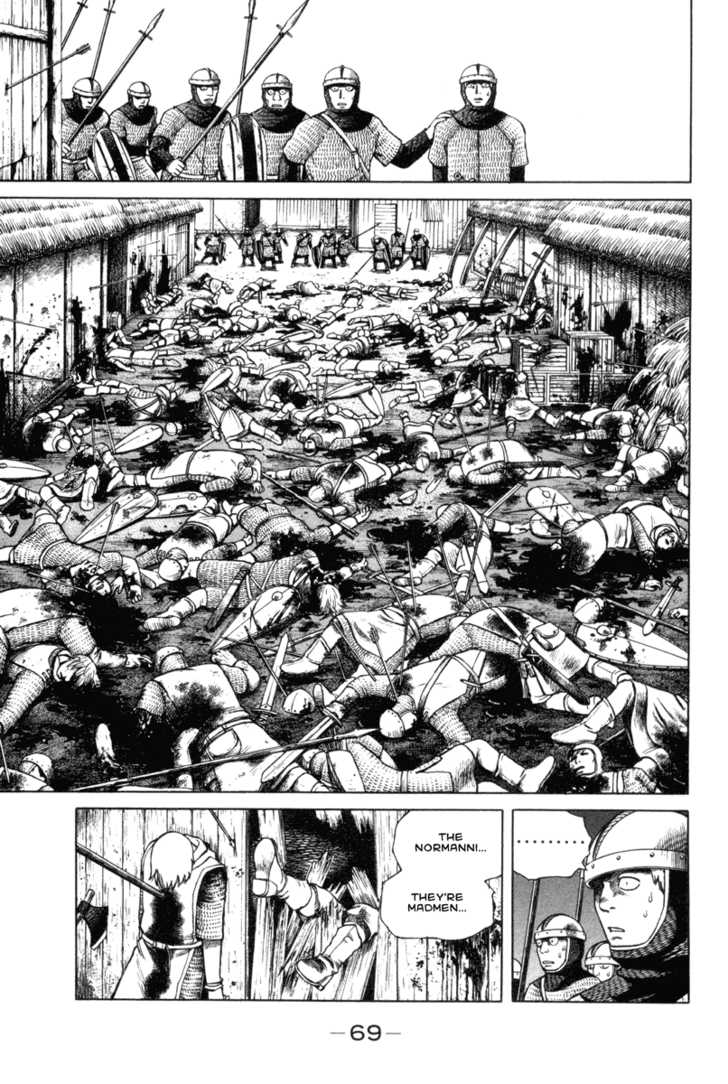 THE
NORMANNI...
THEY'RE
MADMEN...
..........
—69—